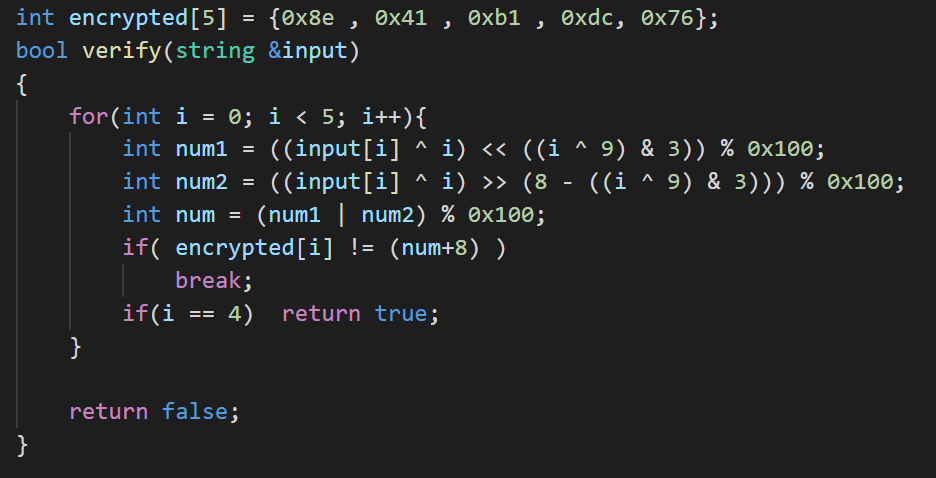 int encrypted[5] = {0x8e , 0x41 , 0xb1 , 0xdc, 0x76};
bool verify(string &input)
{
    for(int i = 0; i < 5; i++){
        int num1 = ((input[i] ^ i) << ((i ^ 9) & 3)) % 0x100;
        int num2 = ((input[i] ^ i) >> (8 - ((i ^ 9) & 3))) % 0x100;
        int num = (num1 | num2) % 0x100;
        if( encrypted[i] != (num+8) )
            break;
        if(i == 4)  return true;
    }
    return false;
}